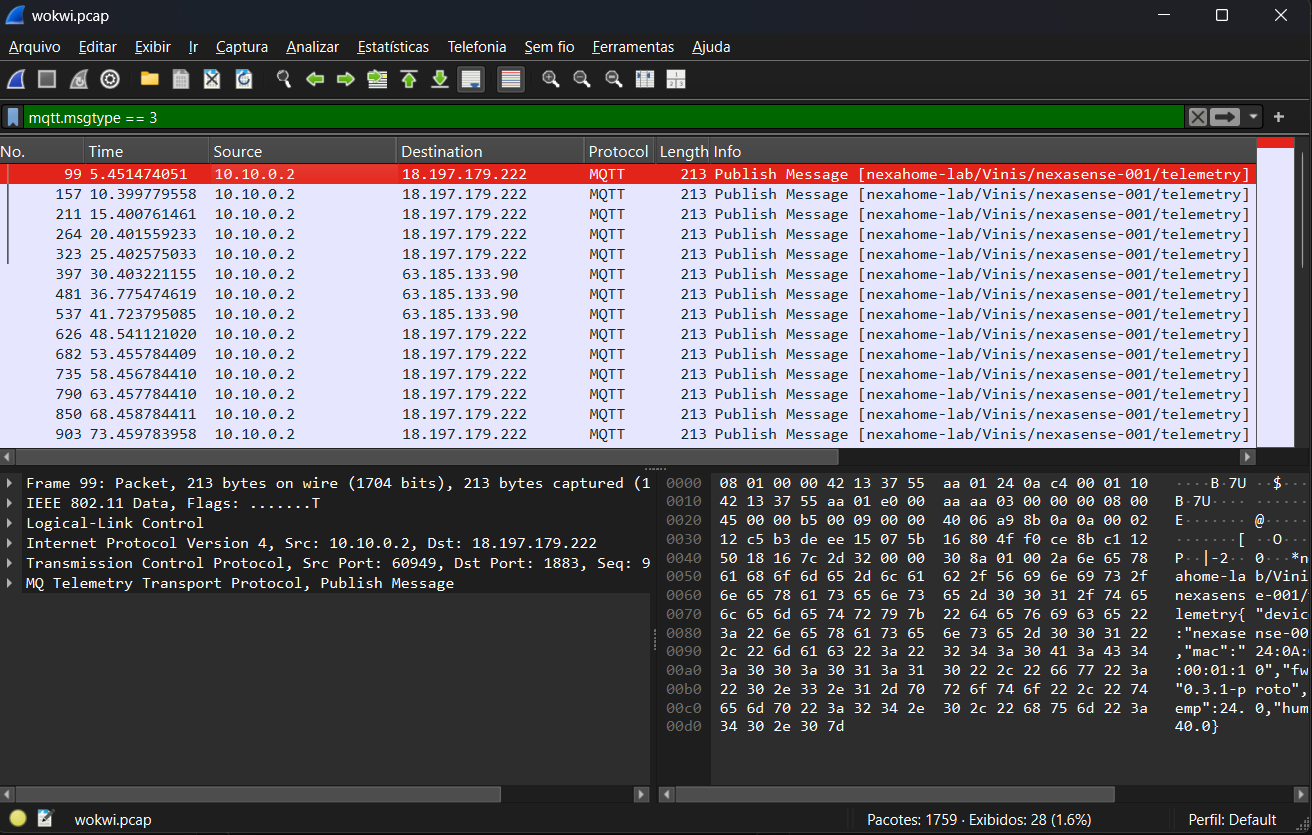 wokwi.pcap
Arquivo Editar Exibir Ir Captura Analizar Estatísticas Telefonia Sem fio Ferramentas Ajuda
mqtt.msgtype == 3
No. Time Source Destination Protocol Length Info
99 5.451474051 10.10.0.2 18.197.179.222 MQTT 213 Publish Message [nexahome-lab/Vinis/nexasense-001/telemetry]
157 10.399779558 10.10.0.2 18.197.179.222 MQTT 213 Publish Message [nexahome-lab/Vinis/nexasense-001/telemetry]
211 15.400761461 10.10.0.2 18.197.179.222 MQTT 213 Publish Message [nexahome-lab/Vinis/nexasense-001/telemetry]
264 20.401559233 10.10.0.2 18.197.179.222 MQTT 213 Publish Message [nexahome-lab/Vinis/nexasense-001/telemetry]
323 25.402575033 10.10.0.2 18.197.179.222 MQTT 213 Publish Message [nexahome-lab/Vinis/nexasense-001/telemetry]
397 30.403221155 10.10.0.2 63.185.133.90 MQTT 213 Publish Message [nexahome-lab/Vinis/nexasense-001/telemetry]
481 36.775474619 10.10.0.2 63.185.133.90 MQTT 213 Publish Message [nexahome-lab/Vinis/nexasense-001/telemetry]
537 41.723795085 10.10.0.2 63.185.133.90 MQTT 213 Publish Message [nexahome-lab/Vinis/nexasense-001/telemetry]
626 48.541121020 10.10.0.2 18.197.179.222 MQTT 213 Publish Message [nexahome-lab/Vinis/nexasense-001/telemetry]
682 53.455784409 10.10.0.2 18.197.179.222 MQTT 213 Publish Message [nexahome-lab/Vinis/nexasense-001/telemetry]
735 58.456784410 10.10.0.2 18.197.179.222 MQTT 213 Publish Message [nexahome-lab/Vinis/nexasense-001/telemetry]
790 63.457784410 10.10.0.2 18.197.179.222 MQTT 213 Publish Message [nexahome-lab/Vinis/nexasense-001/telemetry]
850 68.458784411 10.10.0.2 18.197.179.222 MQTT 213 Publish Message [nexahome-lab/Vinis/nexasense-001/telemetry]
903 73.459783958 10.10.0.2 18.197.179.222 MQTT 213 Publish Message [nexahome-lab/Vinis/nexasense-001/telemetry]
Frame 99: Packet, 213 bytes on wire (1704 bits), 213 bytes captured (1
IEEE 802.11 Data, Flags: .......T
Logical-Link Control
Internet Protocol Version 4, Src: 10.10.0.2, Dst: 18.197.179.222
Transmission Control Protocol, Src Port: 60949, Dst Port: 1883, Seq: 9
MQ Telemetry Transport Protocol, Publish Message
0000 08 01 00 00 42 13 37 55 aa 01 24 0a c4 00 01 10 ····B·7U ··$···
0010 42 13 37 55 aa 01 e0 00 aa aa 03 00 00 00 08 00 B·7U···· ·······
0020 45 00 00 b5 00 09 00 00 40 06 a9 8b 0a 0a 00 02 E······· @······
0030 12 c5 b3 de ee 15 07 5b 16 80 4f f0 ce 8b c1 12 ·······[ ··O····
0040 50 18 16 7c 2d 32 00 00 30 8a 01 00 2a 6e 65 78 P··|-2·· 0···*n
0050 61 68 6f 6d 65 2d 6c 61 62 2f 56 69 6e 69 73 2f ahome-la b/Vini
0060 6e 65 78 61 73 65 6e 73 65 2d 30 30 31 2f 74 65 nexasens e-001/
0070 6c 65 6d 65 74 72 79 7b 22 64 65 76 69 63 65 22 lemetry{ "devic
0080 3a 22 6e 65 78 61 73 65 6e 73 65 2d 30 30 31 22 :"nexase nse-00
0090 2c 22 6d 61 63 22 3a 22 32 34 3a 30 41 3a 43 34 ,"mac":" 24:0A:
00a0 3a 30 30 3a 30 31 3a 31 30 22 2c 22 66 77 22 3a :00:01:1 0","fw
00b0 22 30 2e 33 2e 31 2d 70 72 6f 74 6f 22 2c 22 74 "0.3.1-p roto",
00c0 65 6d 70 22 3a 32 34 2e 30 2c 22 68 75 6d 22 3a emp":24. 0,"hum
00d0 34 30 2e 30 7d 40.0}
wokwi.pcap Pacotes: 1759 · Exibidos: 28 (1.6%) Perfil: Default